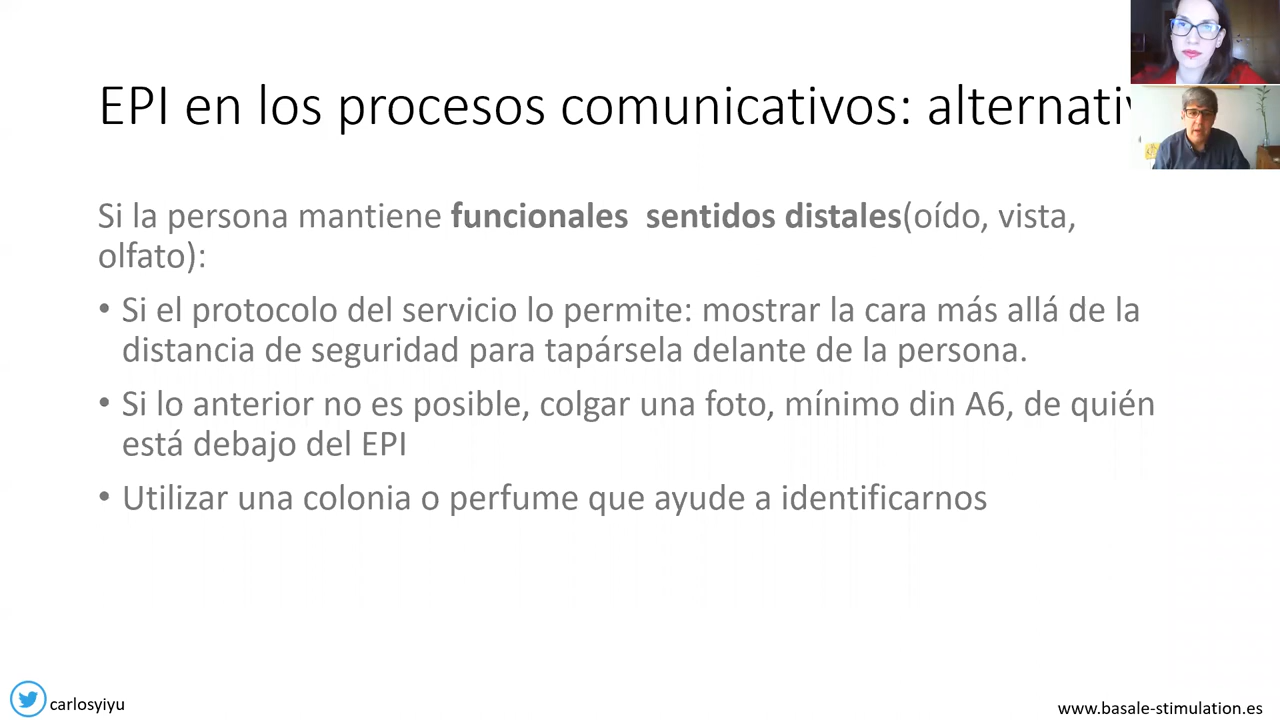 EPI en los procesos comunicativos:
Si la persona mantiene funcionales  sentidos distales(oído, vista,
olfato):
• Si el protocolo del servicio lo permite: mostrar la cara más allá de la
distancia de seguridad para tapársela delante de la persona.
• Si lo anterior no es posible, colgar una foto, mínimo din A6, de quién
está debajo del EPI
• Utilizar una colonia o perfume que ayude a identificarnos
carlosyiyu
www.basale-stimulation.es